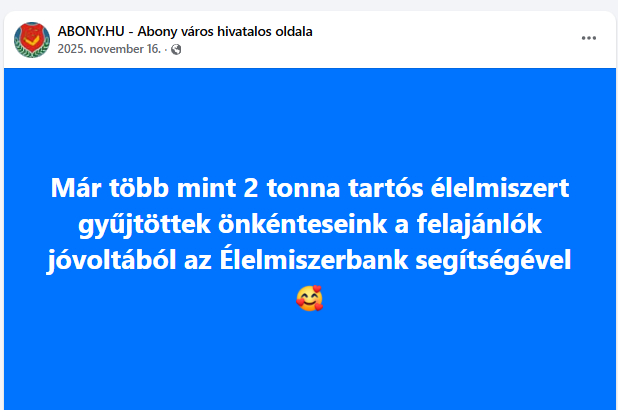 ABONY.HU - Abony város hivatalos oldala
2025. november 16. ·
Már több mint 2 tonna tartós élelmiszert
gyűjtöttek önkénteseink a felajánlók
jóvoltából az Élelmiszerbank segítségével
🥰